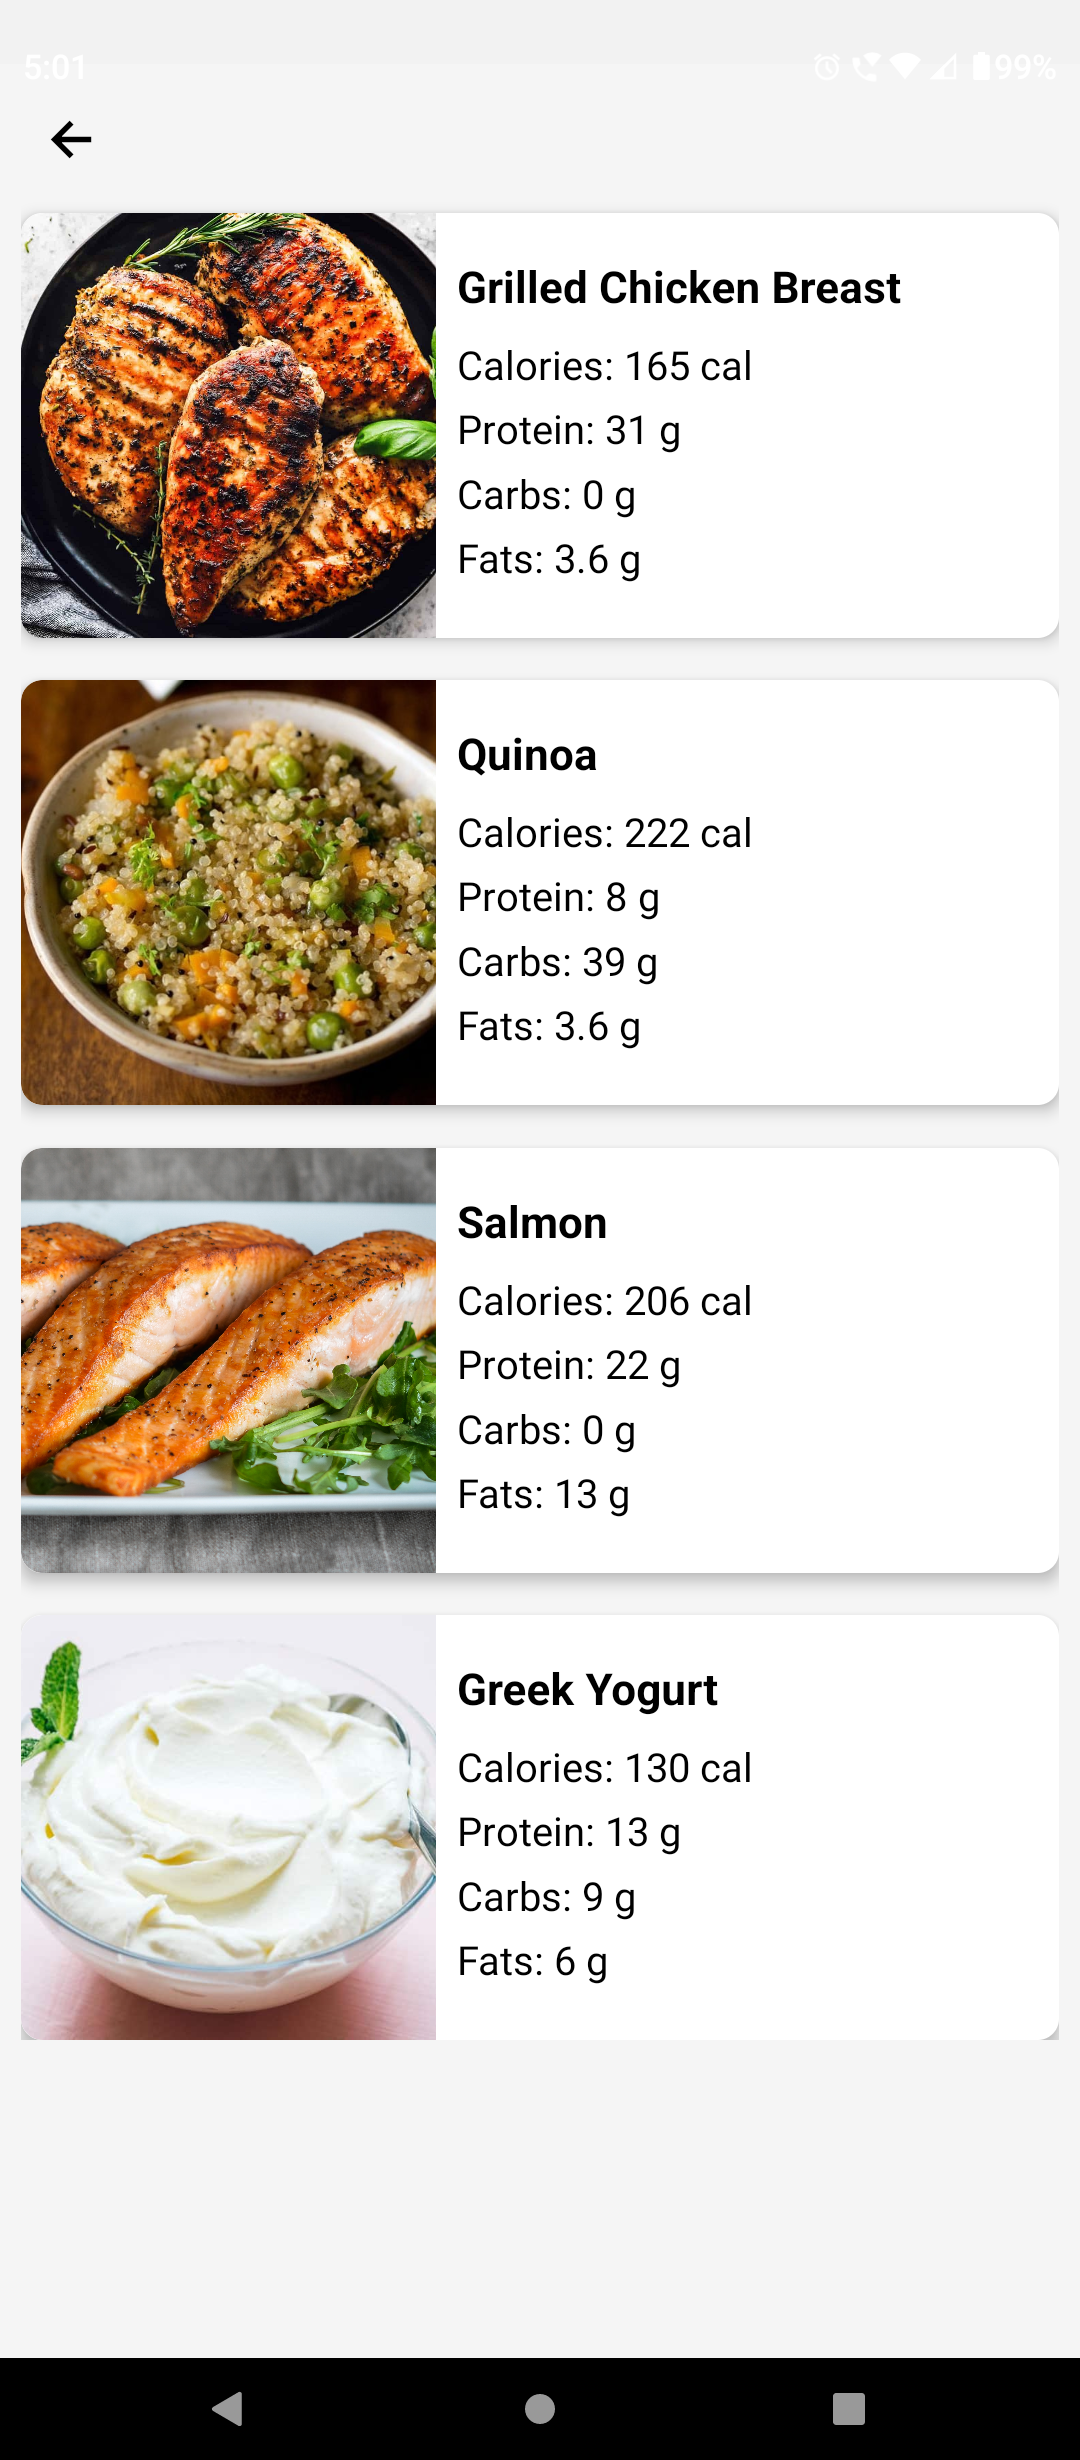 5:01 99%
Grilled Chicken Breast
Calories: 165 cal
Protein: 31 g
Carbs: 0 g
Fats: 3.6 g
Quinoa
Calories: 222 cal
Protein: 8 g
Carbs: 39 g
Fats: 3.6 g
Salmon
Calories: 206 cal
Protein: 22 g
Carbs: 0 g
Fats: 13 g
Greek Yogurt
Calories: 130 cal
Protein: 13 g
Carbs: 9 g
Fats: 6 g